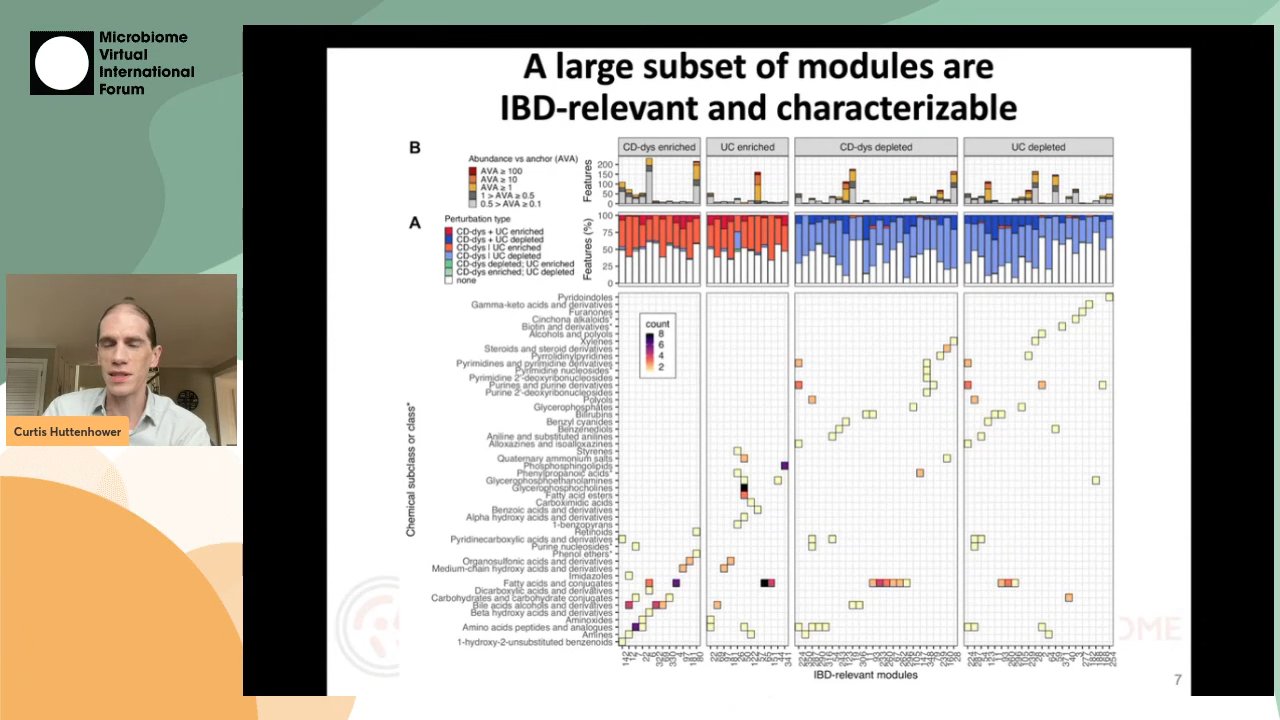 Microbiome
Virtual
International
Forum
A large subset of modules are
IBD-relevant and characterizable
B
CD-dys enriched
UC enriched
CD-dys depleted
UC depleted
Abundance vs anchor (AVA)
AVA ≥ 100
AVA ≥ 10
AVA ≥ 1
1 > AVA ≥ 0.5
0.5 > AVA ≥ 0.1
Features
200
150
100
50
0
A
Perturbation type
CD-dys + UC enriched
CD-dys + UC depleted
CD-dys | UC enriched
CD-dys | UC depleted
CD-dys depleted; UC enriched
CD-dys enriched; UC depleted
none
Features (%)
100
75
50
25
0
Chemical subclass or class*
Pyridoindoles
Gamma-keto acids and derivatives
Furanones
Cinchona alkaloids*
Biotin and derivatives*
Alcohols and polyols
Xylenes
Steroids and steroid derivatives
Pyrrolidinylpyridines
Pyrimidines and pyrimidine derivatives
Pyrimidine nucleosides*
Pyrimidine 2'-deoxyribonucleosides
Purines and purine derivatives
Purine 2'-deoxyribonucleosides
Polyols
Glycerophosphates
Bilirubins
Benzyl cyanides
Benzenediols
Aniline and substituted anilines
Alloxazines and isoalloxazines
Styrenes
Quaternary ammonium salts
Phosphosphingolipids
Phenylpropanoic acids*
Glycerophosphoethanolamines
Glycerophosphocholines
Fatty acid esters
Carboximidic acids
Benzoic acids and derivatives
Alpha hydroxy acids and derivatives
1-benzopyrans
Retinoids
Pyridinecarboxylic acids and derivatives
Purine nucleosides*
Phenol ethers*
Organosulfonic acids and derivatives
Medium-chain hydroxy acids and derivatives
Imidazoles
Fatty acids and conjugates
Dicarboxylic acids and derivatives
Carbohydrates and carbohydrate conjugates
Bile acids alcohols and derivatives
Beta hydroxy acids and derivatives
Aminoxides
Amino acids peptides and analogues
Amines
1-hydroxy-2-unsubstituted benzenoids
count
8
6
4
2
IBD-relevant modules
7
OME
Curtis Huttenhower